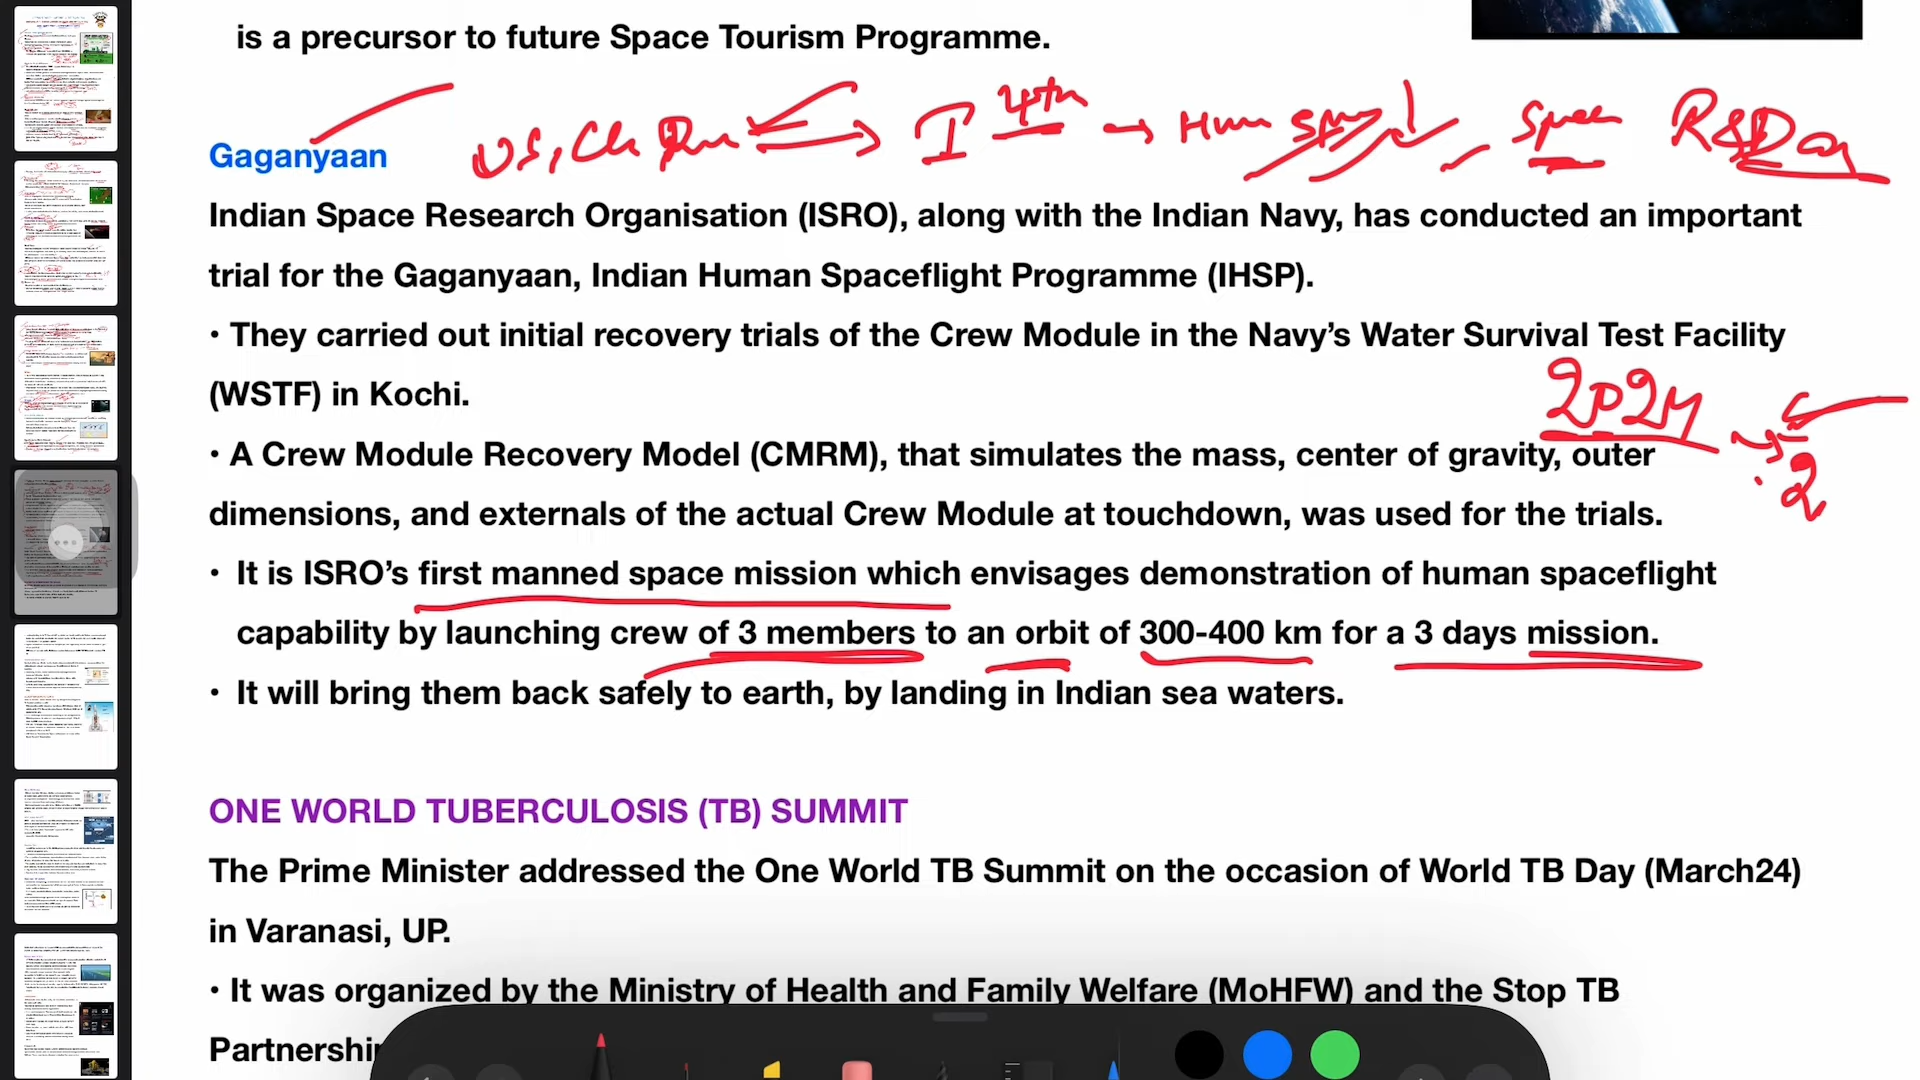 is a precursor to future Space Tourism Programme.
US, Ch Rus I 4th → Hum Space R&D
Gaganyaan
Indian Space Research Organisation (ISRO), along with the Indian Navy, has conducted an important
trial for the Gaganyaan, Indian Human Spaceflight Programme (IHSP).
• They carried out initial recovery trials of the Crew Module in the Navy’s Water Survival Test Facility
(WSTF) in Kochi.
2024
• A Crew Module Recovery Model (CMRM), that simulates the mass, center of gravity, outer
2
dimensions, and externals of the actual Crew Module at touchdown, was used for the trials.
• It is ISRO’s first manned space mission which envisages demonstration of human spaceflight
capability by launching crew of 3 members to an orbit of 300-400 km for a 3 days mission.
• It will bring them back safely to earth, by landing in Indian sea waters.
ONE WORLD TUBERCULOSIS (TB) SUMMIT
The Prime Minister addressed the One World TB Summit on the occasion of World TB Day (March24)
in Varanasi, UP.
• It was organized by the Ministry of Health and Family Welfare (MoHFW) and the Stop TB